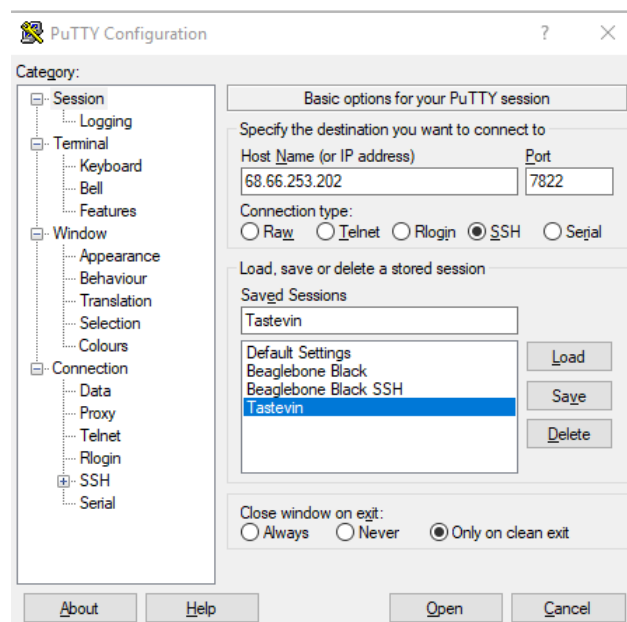 PuTTY Configuration
?
Category:
Session
Logging
Terminal
Keyboard
Bell
Features
Window
Appearance
Behaviour
Translation
Selection
Colours
Connection
Data
Proxy
Telnet
Rlogin
SSH
Serial
Basic options for your PuTTY session
Specify the destination you want to connect to
Host Name (or IP address) Port
68.66.253.202 7822
Connection type:
Raw Telnet Rlogin SSH Serial
Load, save or delete a stored session
Saved Sessions
Tastevin
Default Settings
Beaglebone Black
Beaglebone Black SSH
Tastevin
Load
Save
Delete
Close window on exit:
Always Never Only on clean exit
About Help Open Cancel